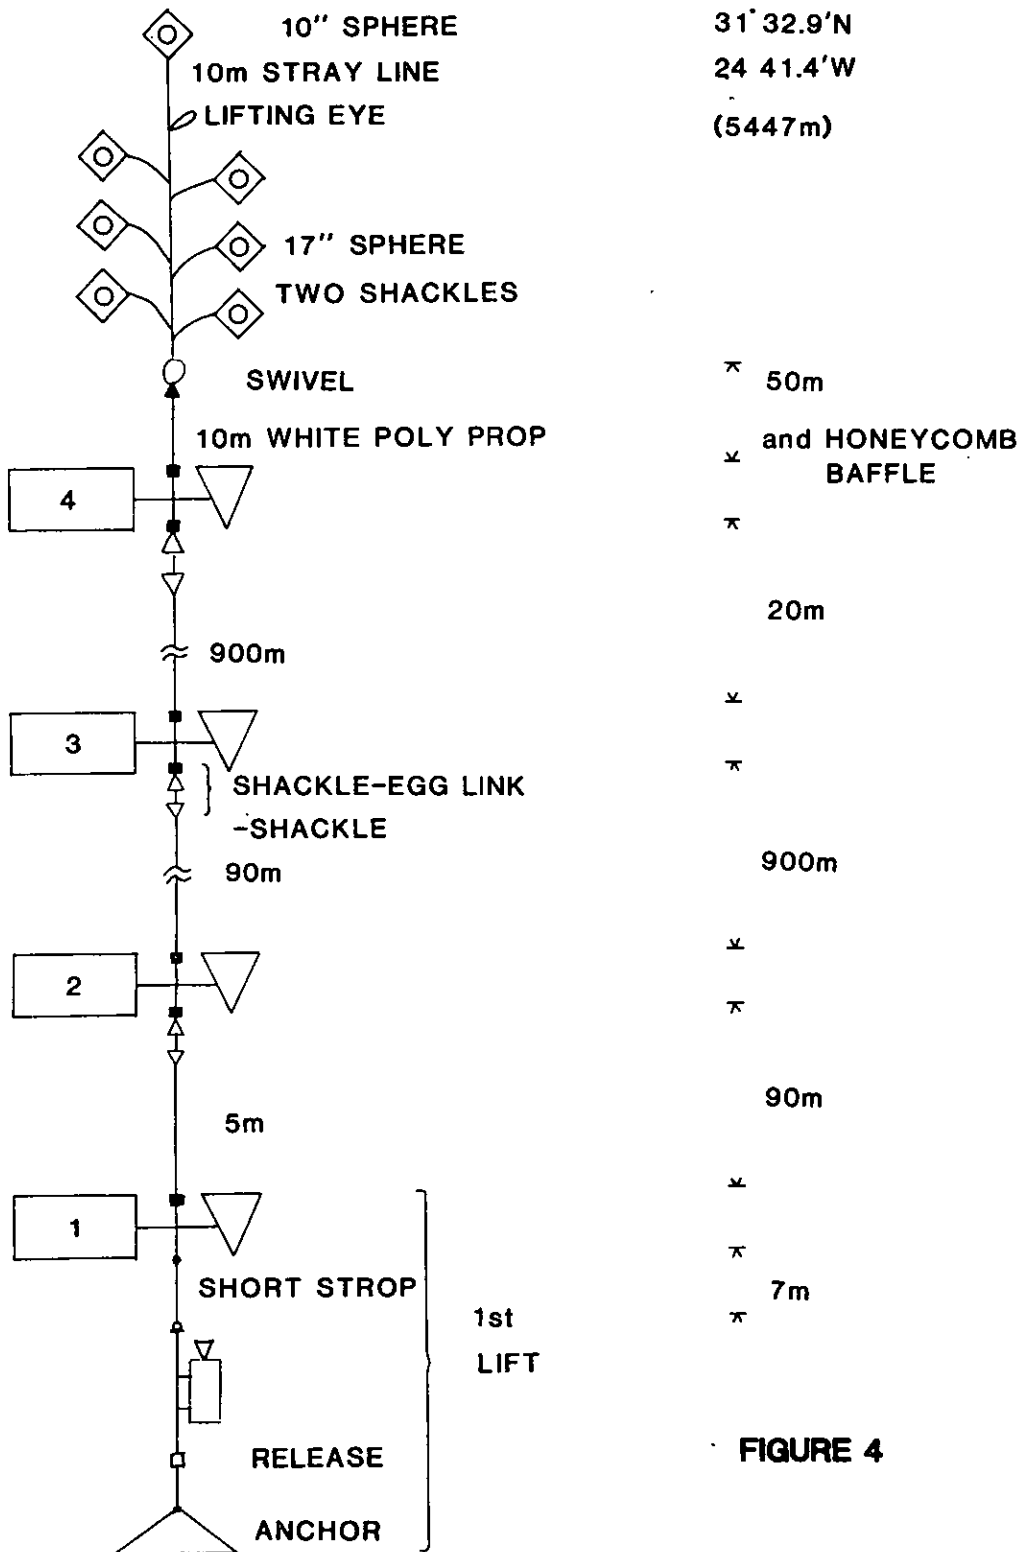 10" SPHERE
31° 32.9'N
10m STRAY LINE
24 41.4'W
LIFTING EYE
(5447m)
17" SPHERE
TWO SHACKLES
SWIVEL
50m
10m WHITE POLY PROP
and HONEYCOMB
BAFFLE
4
20m
900m
3
SHACKLE-EGG LINK
-SHACKLE
90m
900m
2
5m
90m
1
SHORT STROP
7m
1st
LIFT
RELEASE
FIGURE 4
ANCHOR